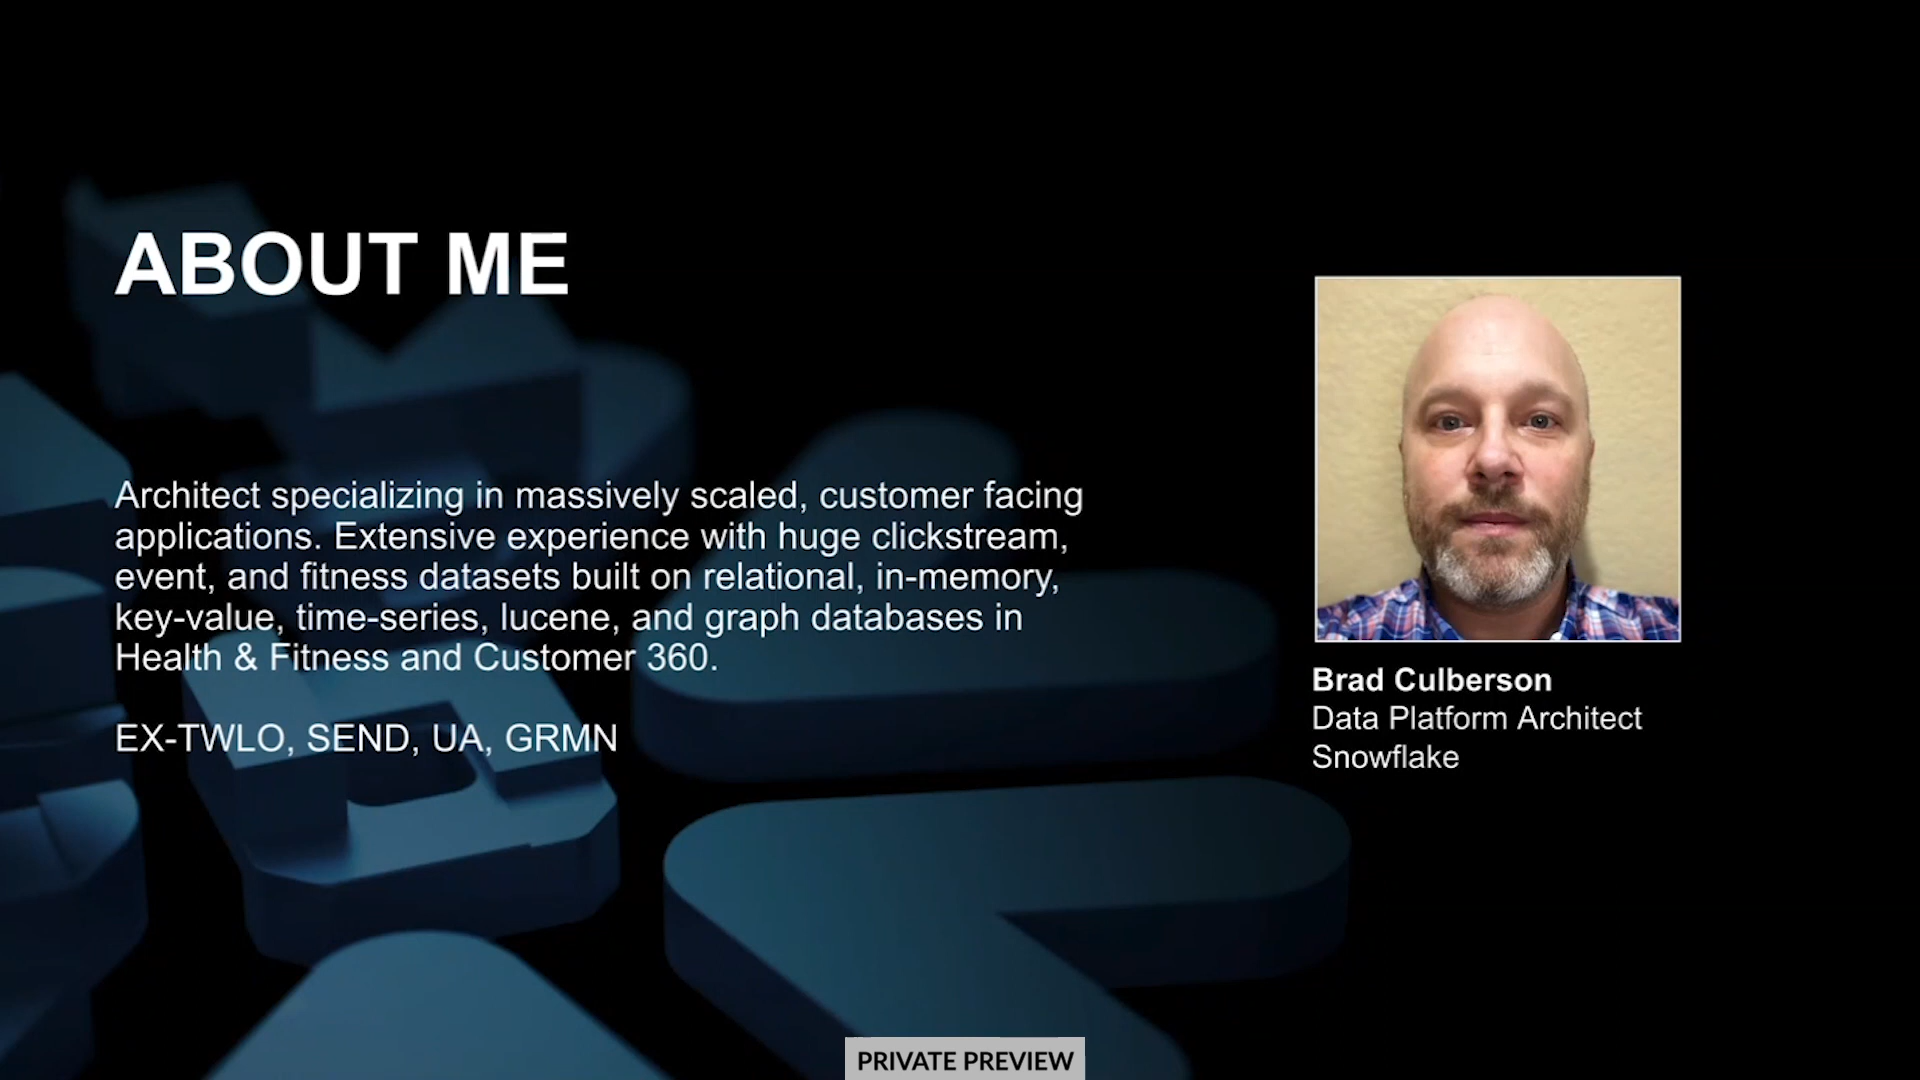 ABOUT ME
Architect specializing in massively scaled, customer facing
applications. Extensive experience with huge clickstream,
event, and fitness datasets built on relational, in-memory,
key-value, time-series, lucene, and graph databases in
Health & Fitness and Customer 360.
EX-TWLO, SEND, UA, GRMN
Brad Culberson
Data Platform Architect
Snowflake
PRIVATE PREVIEW